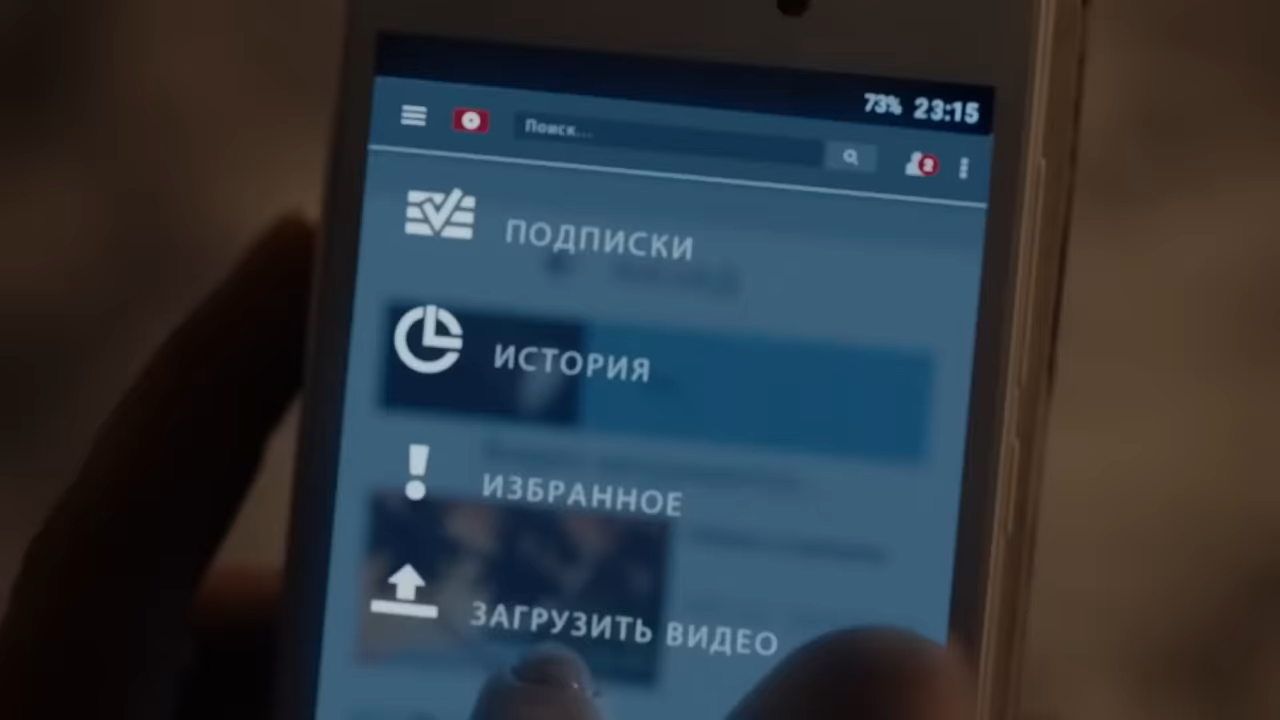 73% 23:15
Поиск...
2
ПОДПИСКИ
ИСТОРИЯ
ИЗБРАННОЕ
ЗАГРУЗИТЬ ВИДЕО